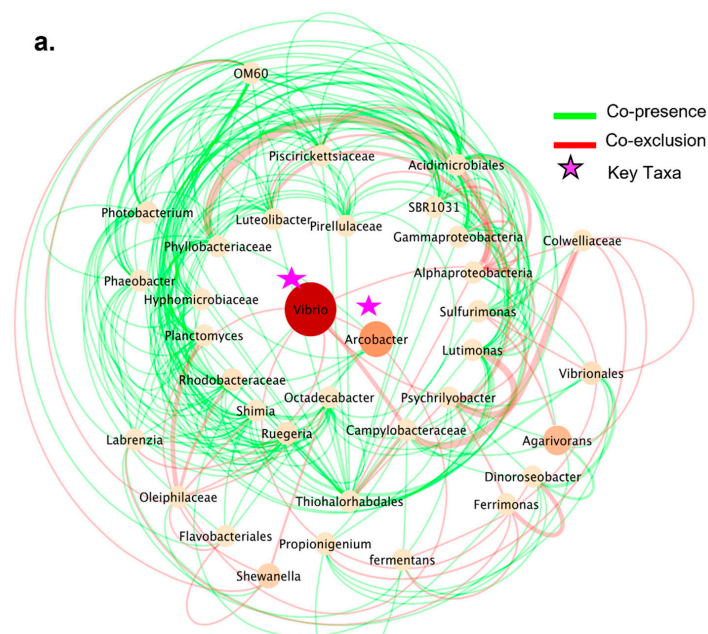 a.
OM60
Co-presence
Co-exclusion
Key Taxa
Piscirickettsiaceae
Acidimicrobiales
Photobacterium
Luteolibacter
Pirellulaceae
SBR1031
Phyllobacteriaceae
Gammaproteobacteria
Colwelliaceae
Alphaproteobacteria
Phaeobacter
Hyphomicrobiaceae
Vibrio
Sulfurimonas
Planctomyces
Arcobacter
Lutimonas
Rhodobacteraceae
Vibrionales
Octadecabacter
Psychrilyobacter
Shimia
Ruegeria
Campylobacteraceae
Labrenzia
Agarivorans
Dinoroseobacter
Oleiphilaceae
Thiohalorhabdales
Ferrimonas
Flavobacteriales
Propionigenium
fermentans
Shewanella